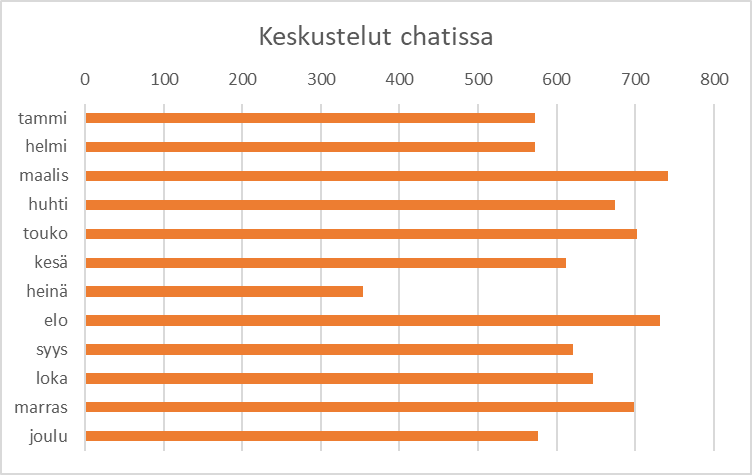 Keskustelut chatissa
0 100 200 300 400 500 600 700 800
tammi
helmi
maalis
huhti
touko
kesä
heinä
elo
syys
loka
marras
joulu